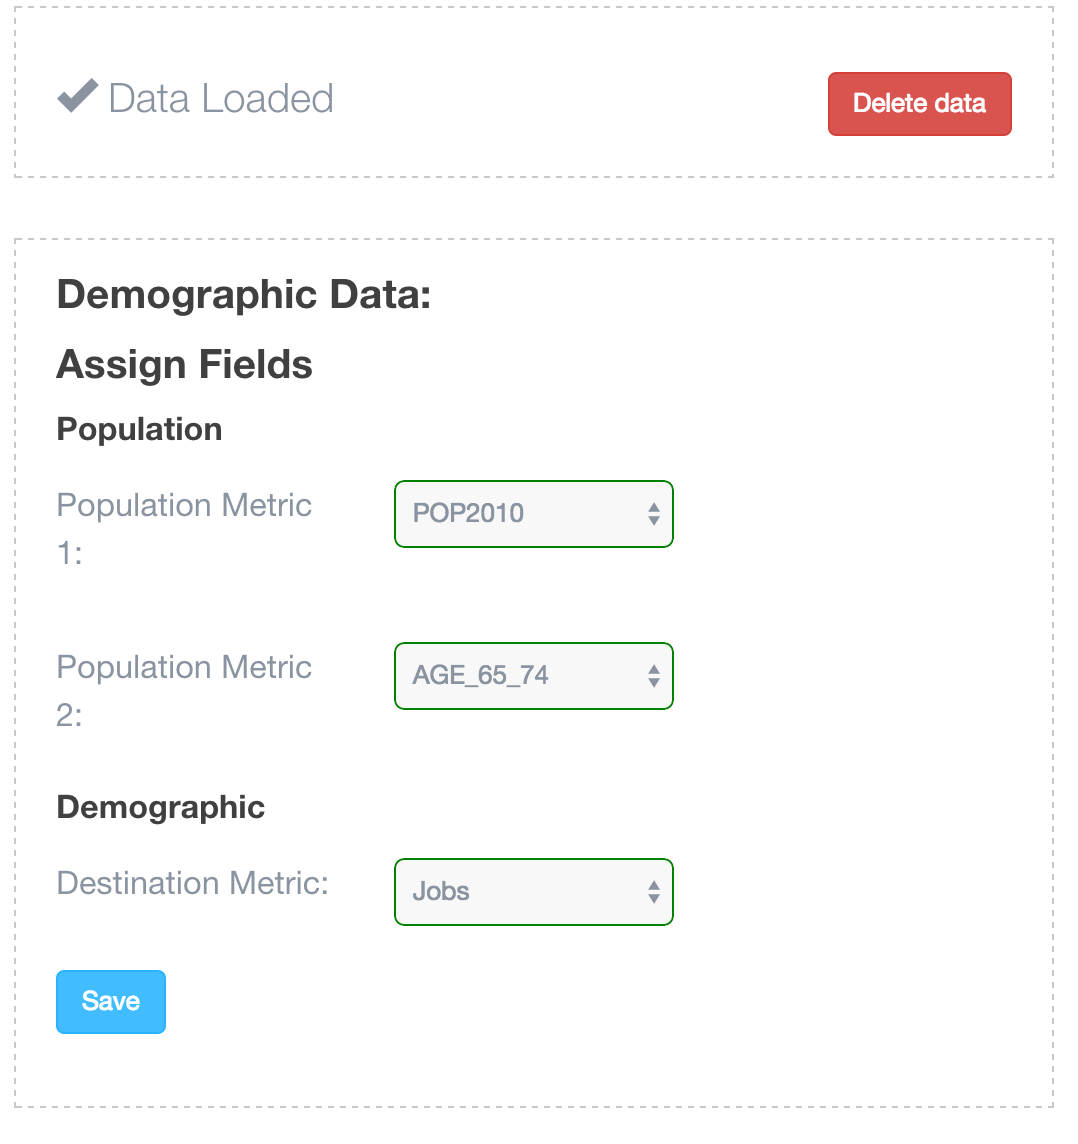 Data Loaded
Delete data
Demographic Data:
Assign Fields
Population
Population Metric
1:
POP2010
Population Metric
2:
AGE_65_74
Demographic
Destination Metric:
Jobs
Save